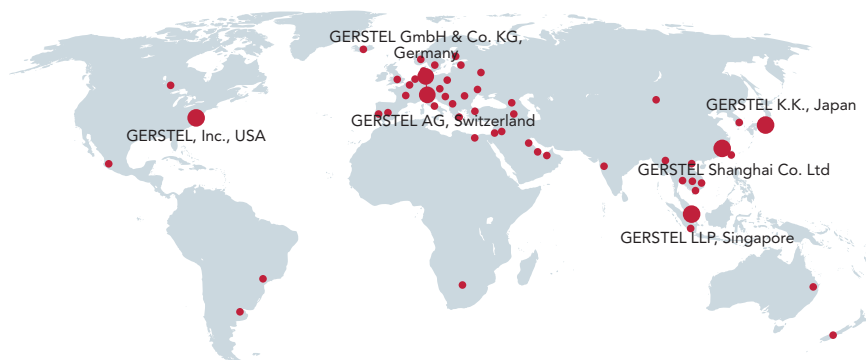 GERSTEL GmbH & Co. KG,
Germany
GERSTEL K.K., Japan
GERSTEL AG, Switzerland
GERSTEL, Inc., USA
GERSTEL Shanghai Co. Ltd
GERSTEL LLP, Singapore